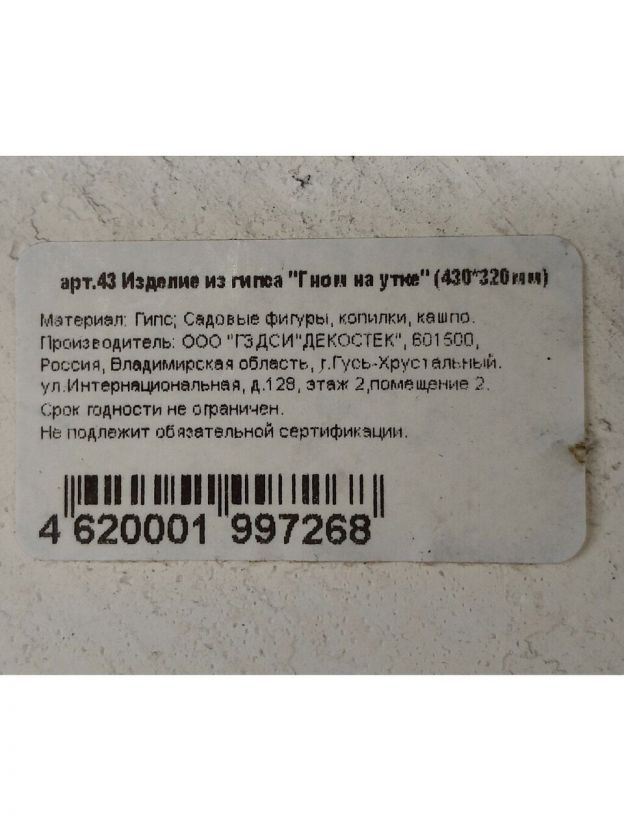 арт.43 Изделие из гипса "Гном на утке" (430*320мм)
Материал: Гипс; Садовые фигуры, копилки, кашпо.
Производитель: ООО "ГЗДСИ"ДЕКОСТЕК", 601500,
Россия, Владимирская область, г.Гусь-Хрустальный.
ул.Интернациональная, д.128, этаж 2,помещение 2.
Срок годности не ограничен.
Не подлежит обязательной сертификации.
4 620001 997268